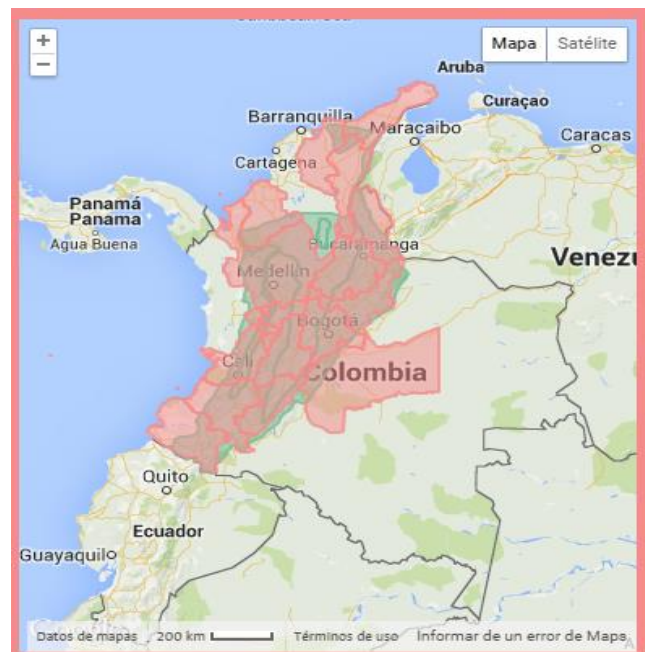 +
Mapa Satélite
−
Aruba
Barranquilla
Curaçao
Maracaibo
Caracas
Cartagena
Panamá
Panama
Agua Buena
Bucaramanga
Venezu
Medellín
Bogotá
Cali
Colombia
Quito
Ecuador
Guayaquil
Datos de mapas 200 km Términos de uso Informar de un error de Maps